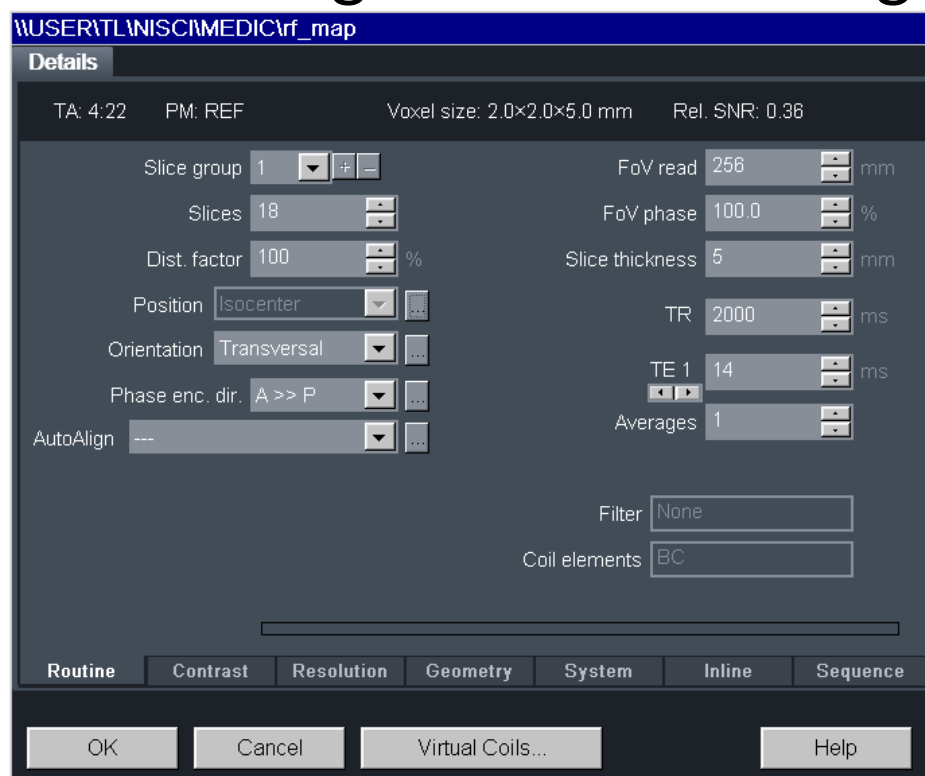 \\USER\TL\NISCI\MEDIC\rf_map
Details
TA: 4:22 PM: REF Voxel size: 2.0×2.0×5.0 mm Rel. SNR: 0.36
Slice group 1 + –
Slices 18
Dist. factor 100 %
Position Isocenter ...
Orientation Transversal ...
Phase enc. dir. A >> P ...
AutoAlign --- ...
FoV read 256 mm
FoV phase 100.0 %
Slice thickness 5 mm
TR 2000 ms
TE 1 14 ms
Averages 1
Filter None
Coil elements BC
Routine Contrast Resolution Geometry System Inline Sequence
OK Cancel Virtual Coils... Help